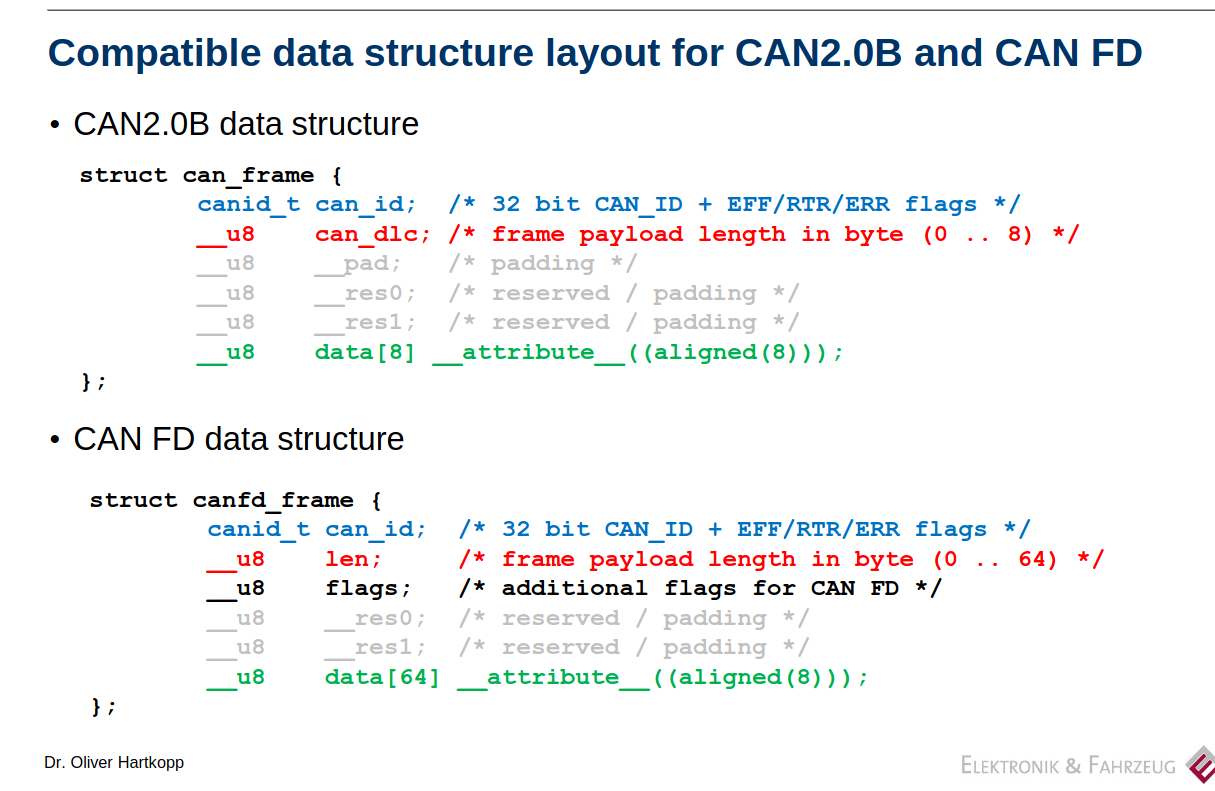 Compatible data structure layout for CAN2.0B and CAN FD
• CAN2.0B data structure
struct can_frame {
canid_t can_id; /* 32 bit CAN_ID + EFF/RTR/ERR flags */
__u8 can_dlc; /* frame payload length in byte (0 .. 8) */
__u8 __pad; /* padding */
__u8 __res0; /* reserved / padding */
__u8 __res1; /* reserved / padding */
__u8 data[8] __attribute__((aligned(8)));
};
• CAN FD data structure
struct canfd_frame {
canid_t can_id; /* 32 bit CAN_ID + EFF/RTR/ERR flags */
__u8 len; /* frame payload length in byte (0 .. 64) */
__u8 flags; /* additional flags for CAN FD */
__u8 __res0; /* reserved / padding */
__u8 __res1; /* reserved / padding */
__u8 data[64] __attribute__((aligned(8)));
};
Dr. Oliver Hartkopp
ELEKTRONIK & FAHRZEUG